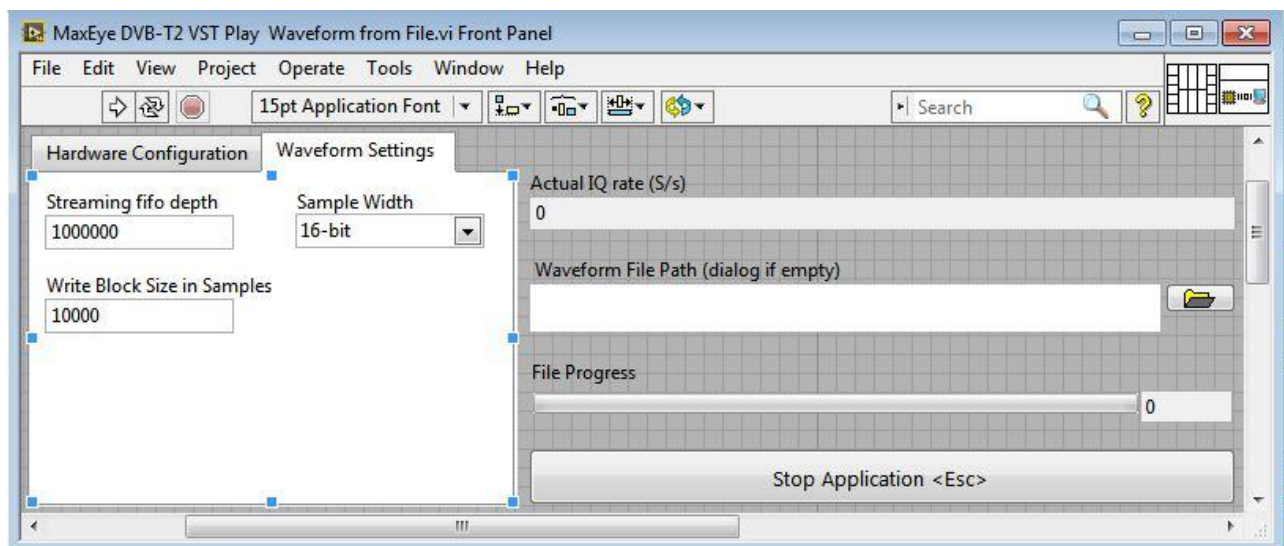 MaxEye DVB-T2 VST Play Waveform from File.vi Front Panel
File Edit View Project Operate Tools Window Help
15pt Application Font
Search
Hardware Configuration
Waveform Settings
Streaming fifo depth
1000000
Sample Width
16-bit
Write Block Size in Samples
10000
Actual IQ rate (S/s)
0
Waveform File Path (dialog if empty)
File Progress
0
Stop Application <Esc>